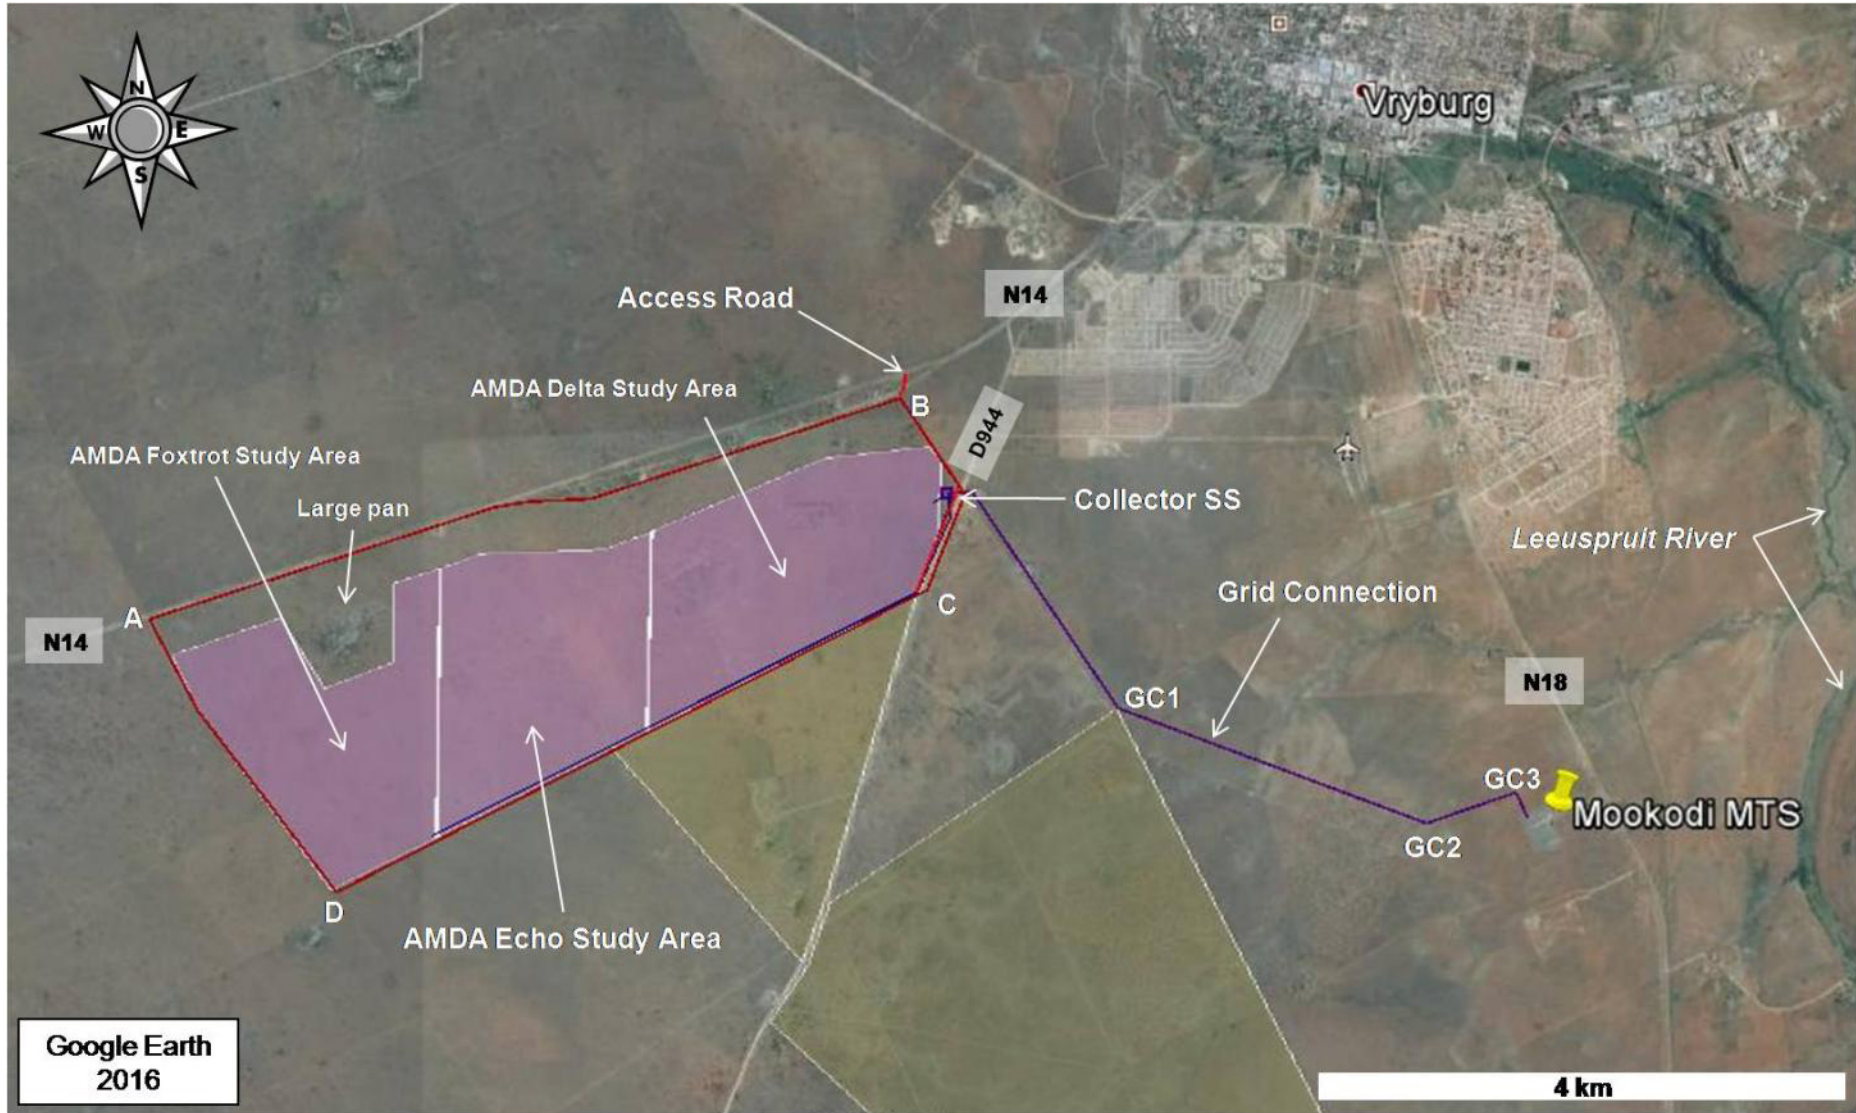 N
W
E
S
Vryburg
Access Road
N14
AMDA Delta Study Area
B
D944
AMDA Foxtrot Study Area
Large pan
Collector SS
Leeuspruit River
Grid Connection
A
C
N14
N18
GC1
GC3
Mookodi MTS
GC2
D
AMDA Echo Study Area
Google Earth
2016
4 km